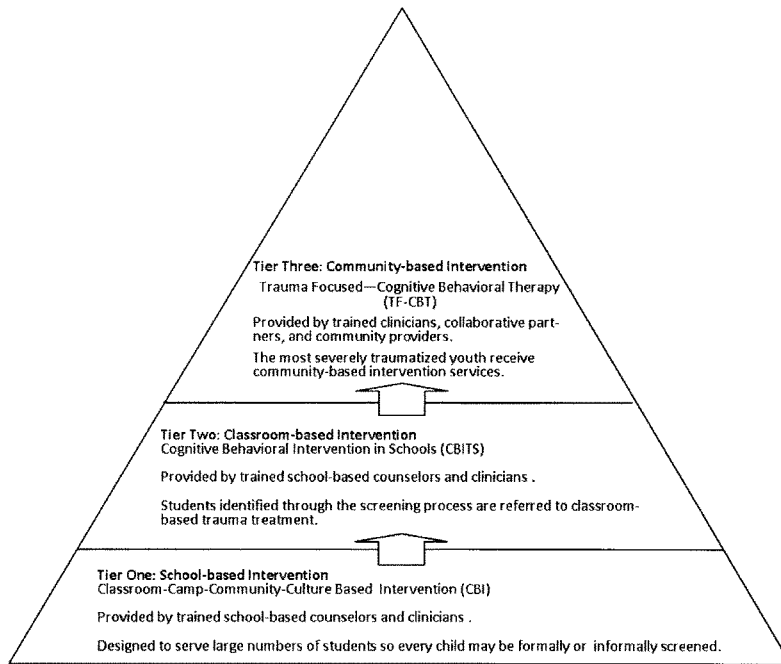 Tier Three: Community-based Intervention
Trauma Focused—Cognitive Behavioral Therapy
(TF-CBT)
Provided by trained clinicians, collaborative part-
ners, and community providers.
The most severely traumatized youth receive
community-based intervention services.
Tier Two: Classroom-based Intervention
Cognitive Behavioral Intervention in Schools (CBITS)
Provided by trained school-based counselors and clinicians .
Students identified through the screening process are referred to classroom-
based trauma treatment.
Tier One: School-based Intervention
Classroom-Camp-Community-Culture Based Intervention (CBI)
Provided by trained school-based counselors and clinicians .
Designed to serve large numbers of students so every child may be formally or informally screened.